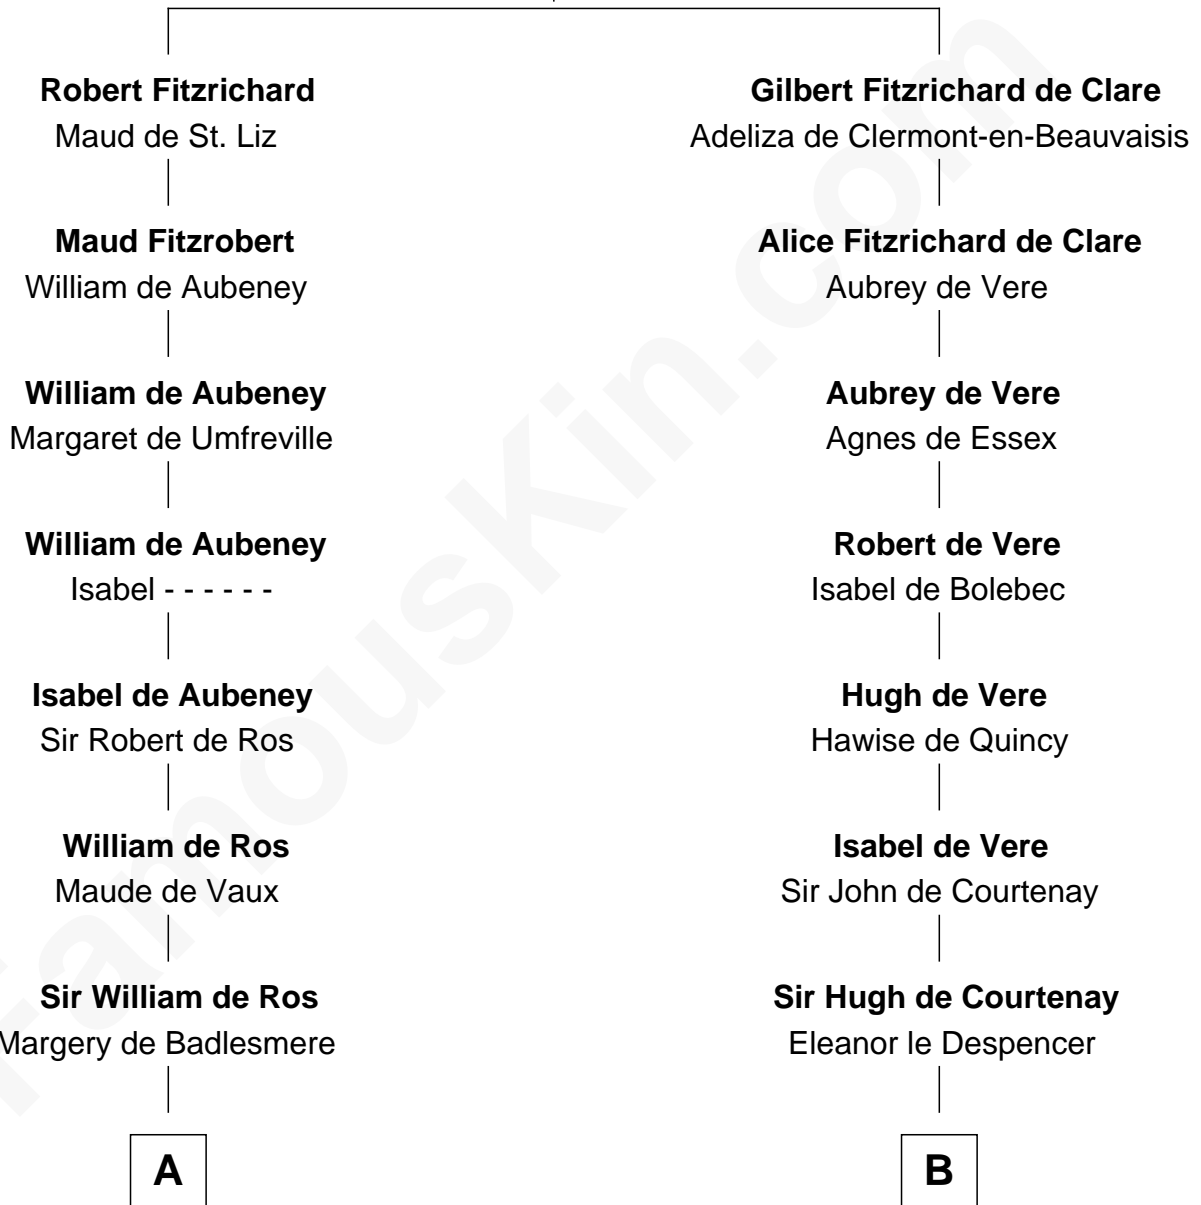 Robert Fitzrichard
Maud de St. Liz
Maud Fitzrobert
William de Aubeney
William de Aubeney
Margaret de Umfreville
William de Aubeney
Isabel - - - - - -
Isabel de Aubeney
Sir Robert de Ros
William de Ros
Maude de Vaux
Sir William de Ros
Margery de Badlesmere
A
Gilbert Fitzrichard de Clare
Adeliza de Clermont-en-Beauvaisis
Alice Fitzrichard de Clare
Aubrey de Vere
Aubrey de Vere
Agnes de Essex
Robert de Vere
Isabel de Bolebec
Hugh de Vere
Hawise de Quincy
Isabel de Vere
Sir John de Courtenay
Sir Hugh de Courtenay
Eleanor le Despencer
B
FamousKin.com